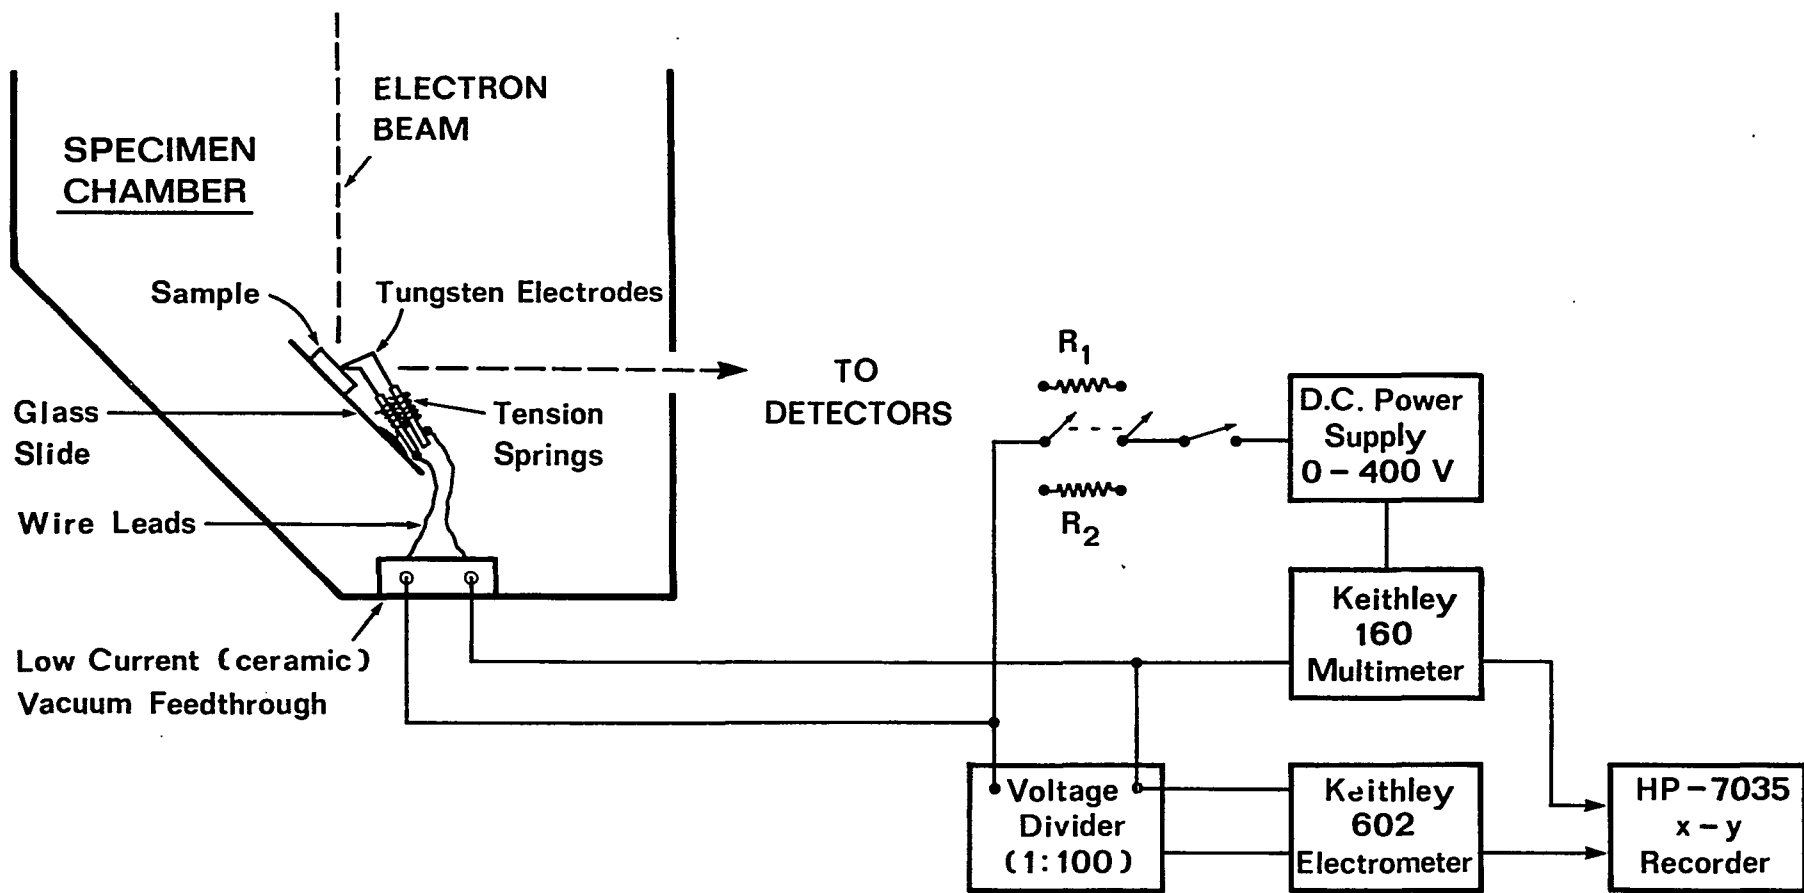 ELECTRON
BEAM
SPECIMEN
CHAMBER
Sample
Tungsten Electrodes
Glass
Slide
Tension
Springs
Wire Leads
Low Current (ceramic)
Vacuum Feedthrough
TO
DETECTORS
R1
R2
D.C. Power
Supply
0-400 V
Keithley
160
Multimeter
Voltage
Divider
(1:100)
Keithley
602
Electrometer
HP-7035
x-y
Recorder